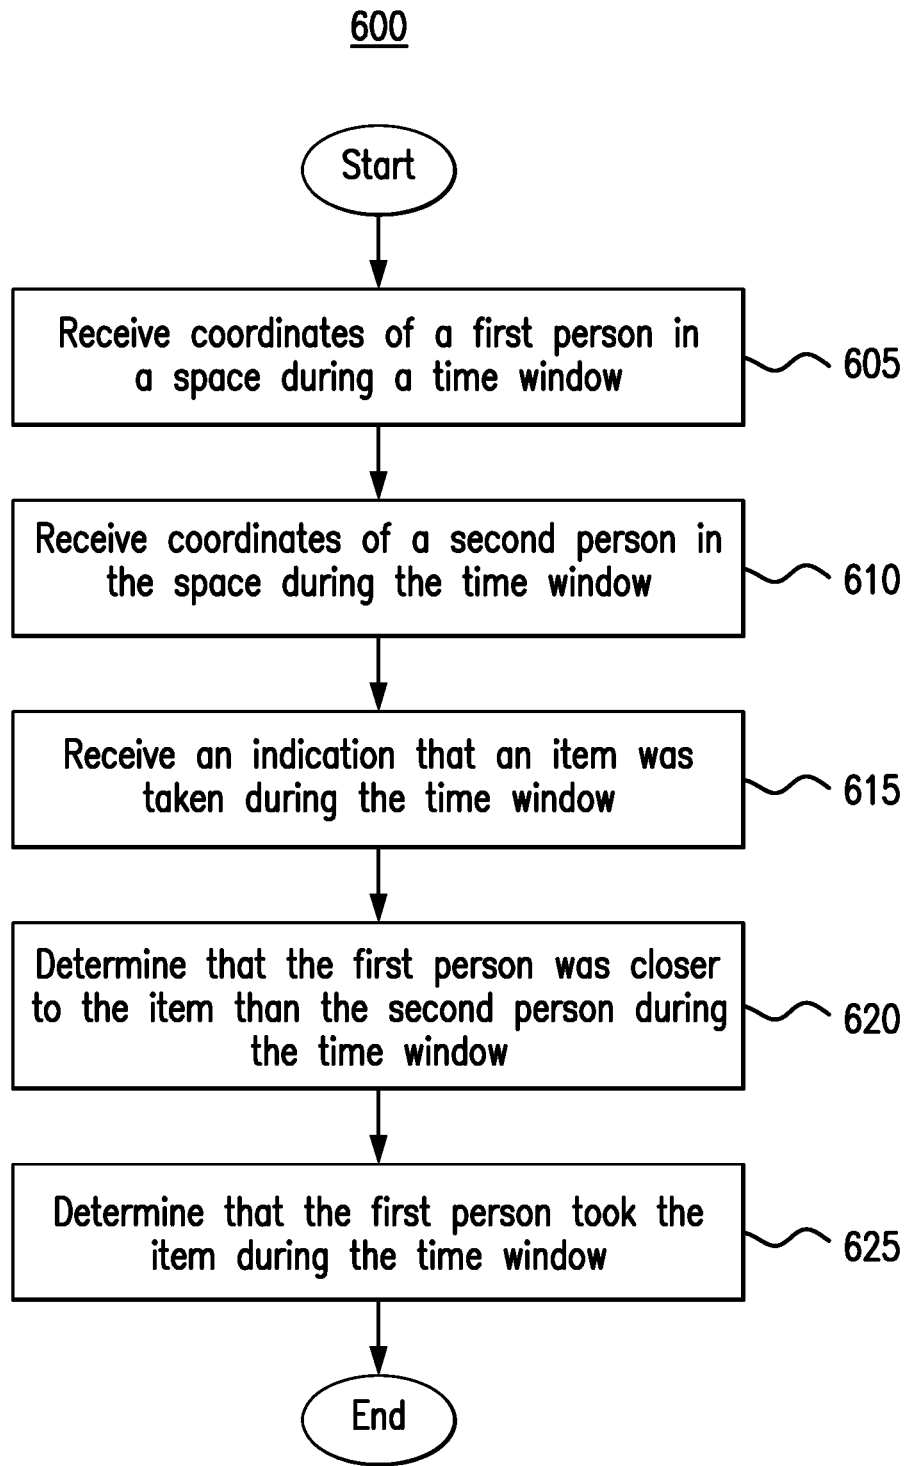 600
Start
Receive coordinates of a first person in
a space during a time window
605
Receive coordinates of a second person in
the space during the time window
610
Receive an indication that an item was
taken during the time window
615
Determine that the first person was closer
to the item than the second person during
the time window
620
Determine that the first person took the
item during the time window
625
End